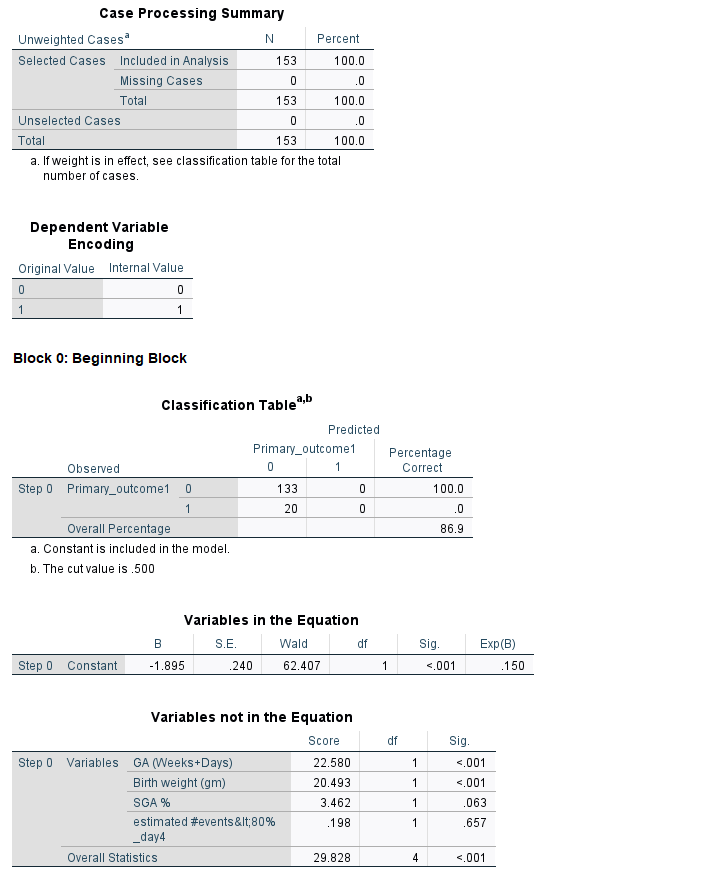 Case Processing Summary
Unweighted Casesa N Percent
Selected Cases Included in Analysis 153 100.0
Missing Cases 0 .0
Total 153 100.0
Unselected Cases 0 .0
Total 153 100.0
a. If weight is in effect, see classification table for the total
number of cases.
Dependent Variable
Encoding
Original Value Internal Value
0 0
1 1
Block 0: Beginning Block
Classification Tablea,b
Predicted
Primary_outcome1 Percentage
Observed 0 1 Correct
Step 0 Primary_outcome1 0 133 0 100.0
1 20 0 .0
Overall Percentage 86.9
a. Constant is included in the model.
b. The cut value is .500
Variables in the Equation
B S.E. Wald df Sig. Exp(B)
Step 0 Constant -1.895 .240 62.407 1 <.001 .150
Variables not in the Equation
Score df Sig.
Step 0 Variables GA (Weeks+Days) 22.580 1 <.001
Birth weight (gm) 20.493 1 <.001
SGA % 3.462 1 .063
estimated #events&lt;80% .198 1 .657
_day4
Overall Statistics 29.828 4 <.001